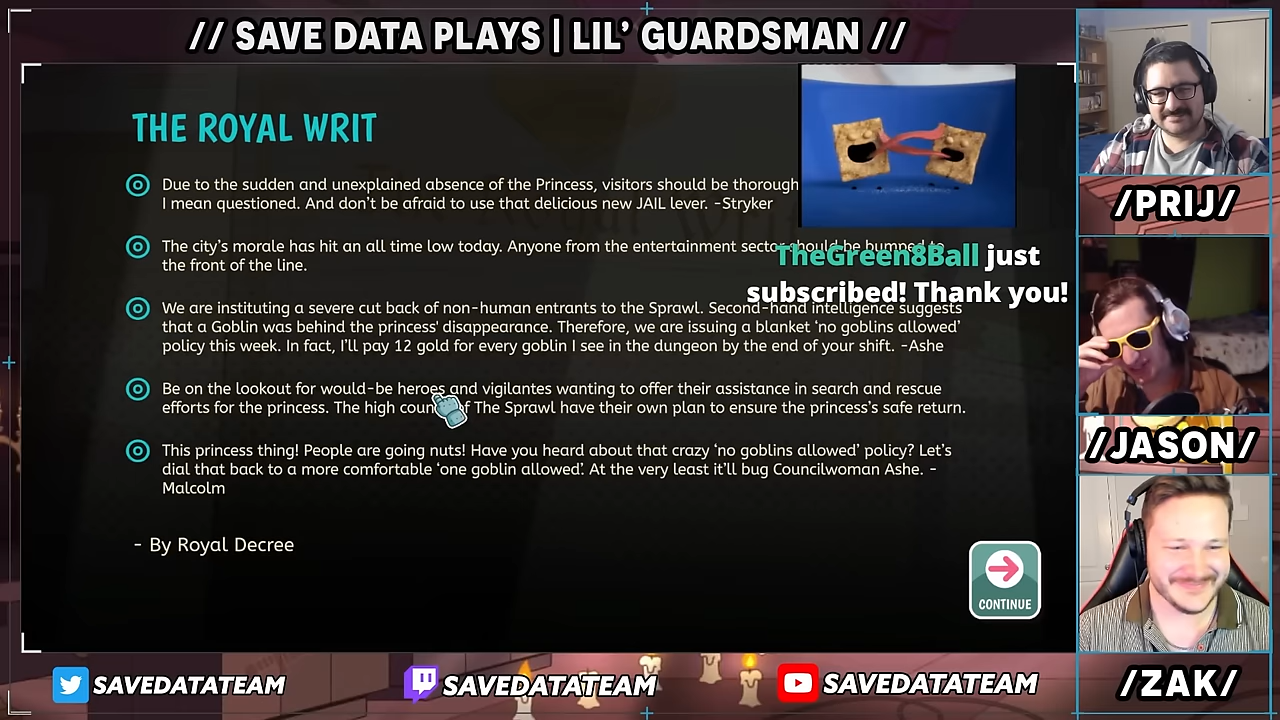 // SAVE DATA PLAYS | LIL' GUARDSMAN //
THE ROYAL WRIT
Due to the sudden and unexplained absence of the Princess, visitors should be thorough
I mean questioned. And don't be afraid to use that delicious new JAIL lever. -Stryker
The city's morale has hit an all time low today. Anyone from the entertainment sector should be bumped to
the front of the line.
TheGreen8Ball just
subscribed! Thank you!
We are instituting a severe cut back of non-human entrants to the Sprawl. Second-hand intelligence suggests
that a Goblin was behind the princess' disappearance. Therefore, we are issuing a blanket 'no goblins allowed'
policy this week. In fact, I'll pay 12 gold for every goblin I see in the dungeon by the end of your shift. -Ashe
Be on the lookout for would-be heroes and vigilantes wanting to offer their assistance in search and rescue
efforts for the princess. The high council of The Sprawl have their own plan to ensure the princess's safe return.
This princess thing! People are going nuts! Have you heard about that crazy 'no goblins allowed' policy? Let's
dial that back to a more comfortable 'one goblin allowed'. At the very least it'll bug Councilwoman Ashe. -
Malcolm
- By Royal Decree
CONTINUE
/PRIJ/
/JASON/
/ZAK/
SAVEDATATEAM
SAVEDATATEAM
SAVEDATATEAM